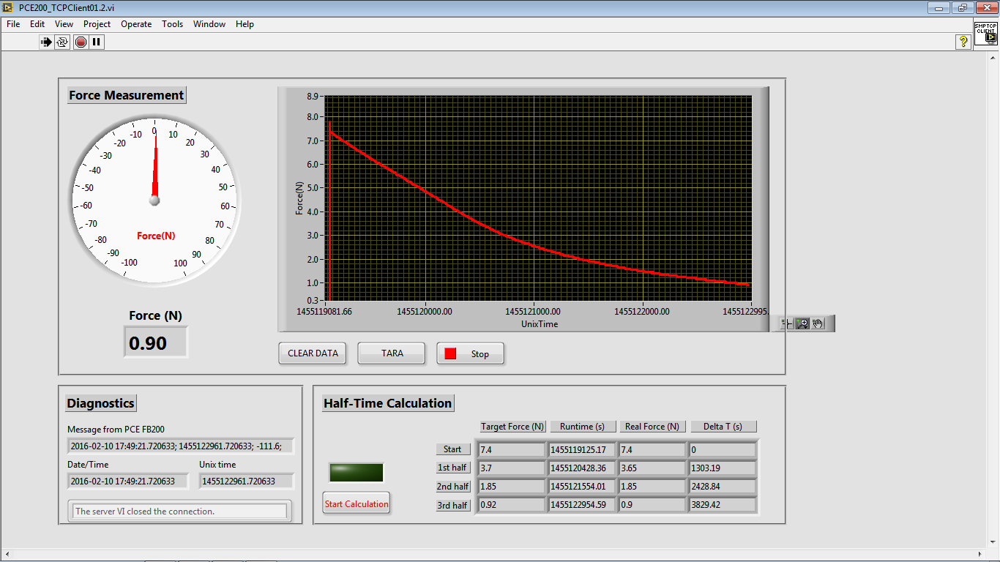 PCE200_TCPClient01.2.vi
File Edit View Project Operate Tools Window Help
?
SMPTCP
CLIENT
Force Measurement
0
-10 10
-20 20
-30 30
-40 40
-50 50
-60 60
-70 70
-80 80
-90 90
-100 100
Force(N)
Force (N)
0.90
8.9
8.0
7.0
6.0
5.0
4.0
3.0
2.0
1.0
0.3
Force(N)
1455119081.66 1455120000.00 1455121000.00 1455122000.00 1455122995.
UnixTime
CLEAR DATA TARA Stop
Diagnostics
Message from PCE FB200
2016-02-10 17:49:21.720633; 1455122961.720633; -111.6;
Date/Time Unix time
2016-02-10 17:49:21.720633 1455122961.720633
The server VI closed the connection.
Half-Time Calculation
Target Force (N) Runtime (s) Real Force (N) Delta T (s)
Start 7.4 1455119125.17 7.4 0
1st half 3.7 1455120428.36 3.65 1303.19
2nd half 1.85 1455121554.01 1.85 2428.84
3rd half 0.92 1455122954.59 0.9 3829.42
Start Calculation